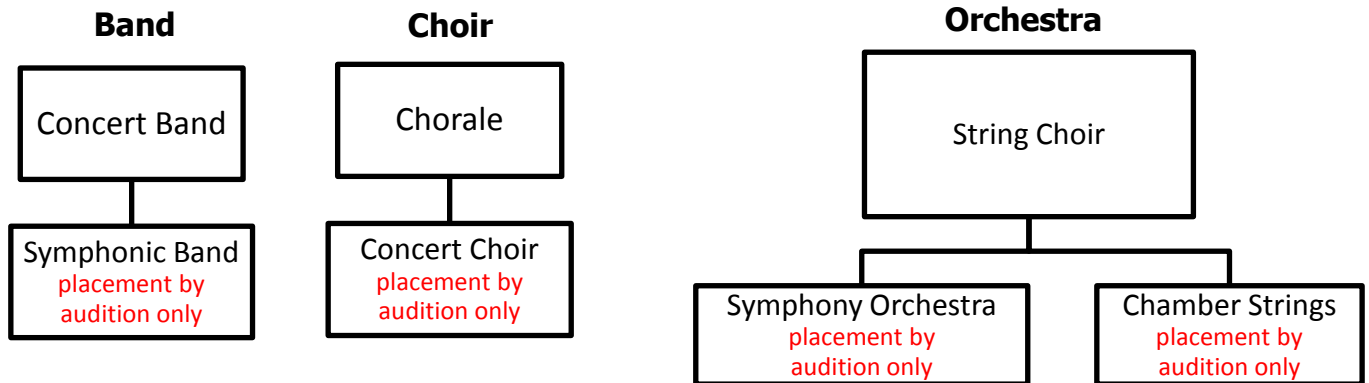 Band
Concert Band
Symphonic Band
placement by
audition only
Choir
Chorale
Concert Choir
placement by
audition only
Orchestra
String Choir
Symphony Orchestra
placement by
audition only
Chamber Strings
placement by
audition only